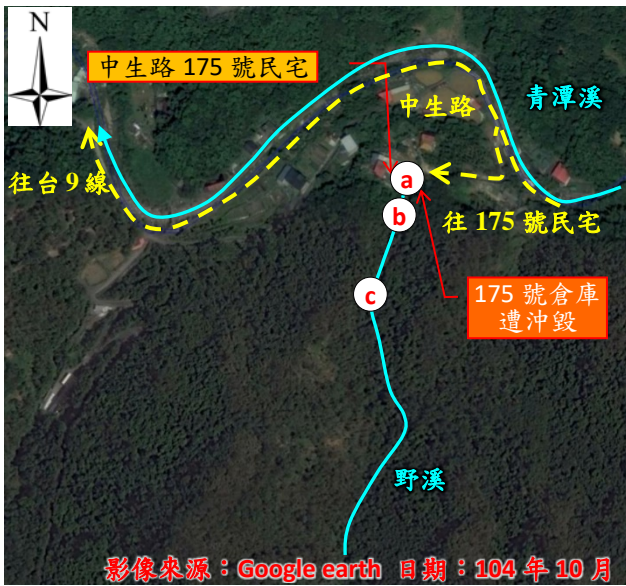 N
中生路 175 號民宅
中生路
青潭溪
往台 9 線
a
往 175 號民宅
b
c
175 號倉庫
遭沖毀
野溪
影像來源：Google earth 日期：104 年 10 月